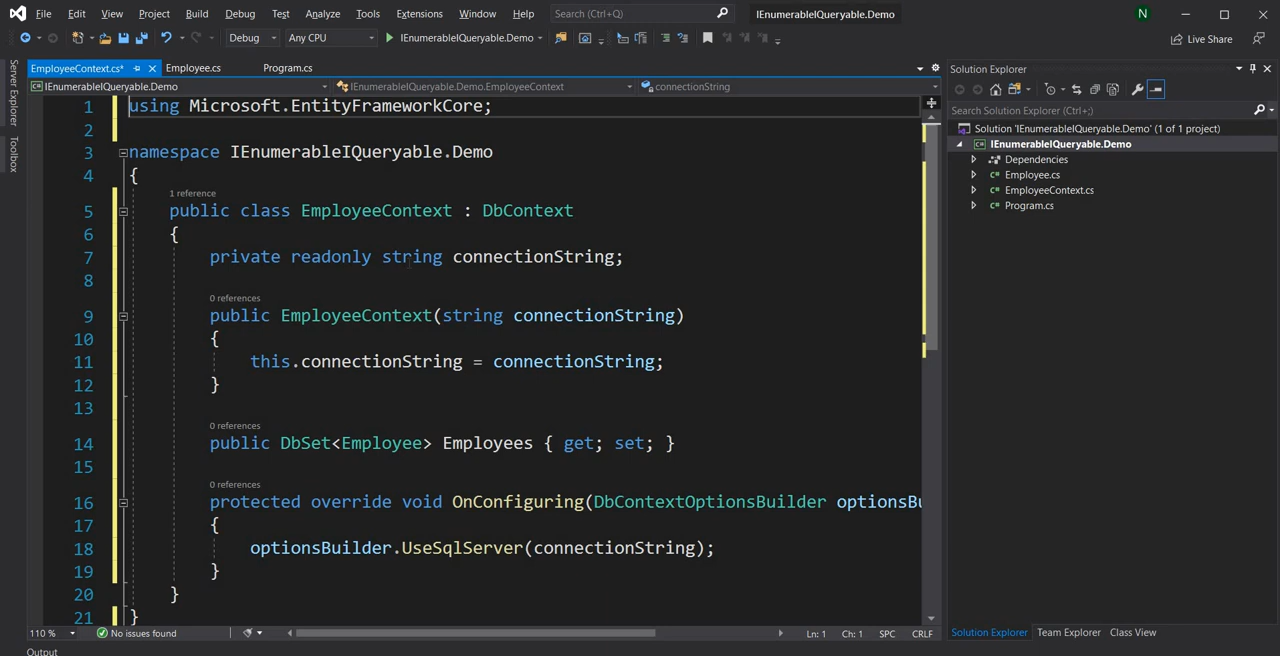 File Edit View Project Build Debug Test Analyze Tools Extensions Window Help Search (Ctrl+Q) IEnumerableIQueryable.Demo N
Debug Any CPU IEnumerableIQueryable.Demo Live Share
EmployeeContext.cs* Employee.cs Program.cs
IEnumerableIQueryable.Demo IEnumerableIQueryable.Demo.EmployeeContext connectionString
Server Explorer
Toolbox
1 using Microsoft.EntityFrameworkCore;
2
3 namespace IEnumerableIQueryable.Demo
4 {
1 reference
5 public class EmployeeContext : DbContext
6 {
7 private readonly string connectionString;
8
0 references
9 public EmployeeContext(string connectionString)
10 {
11 this.connectionString = connectionString;
12 }
13
0 references
14 public DbSet<Employee> Employees { get; set; }
15
0 references
16 protected override void OnConfiguring(DbContextOptionsBuilder optionsBu
17 {
18 optionsBuilder.UseSqlServer(connectionString);
19 }
20 }
21 }
110 % No issues found Ln: 1 Ch: 1 SPC CRLF
Output
Solution Explorer
Search Solution Explorer (Ctrl+;)
Solution 'IEnumerableIQueryable.Demo' (1 of 1 project)
IEnumerableIQueryable.Demo
Dependencies
C# Employee.cs
C# EmployeeContext.cs
C# Program.cs
Solution Explorer Team Explorer Class View